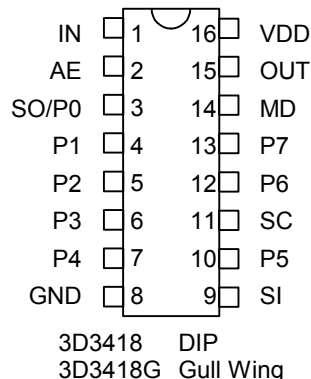 IN 1 16 VDD
AE 2 15 OUT
SO/P0 3 14 MD
P1 4 13 P7
P2 5 12 P6
P3 6 11 SC
P4 7 10 P5
GND 8 9 SI
3D3418 DIP
3D3418G Gull Wing